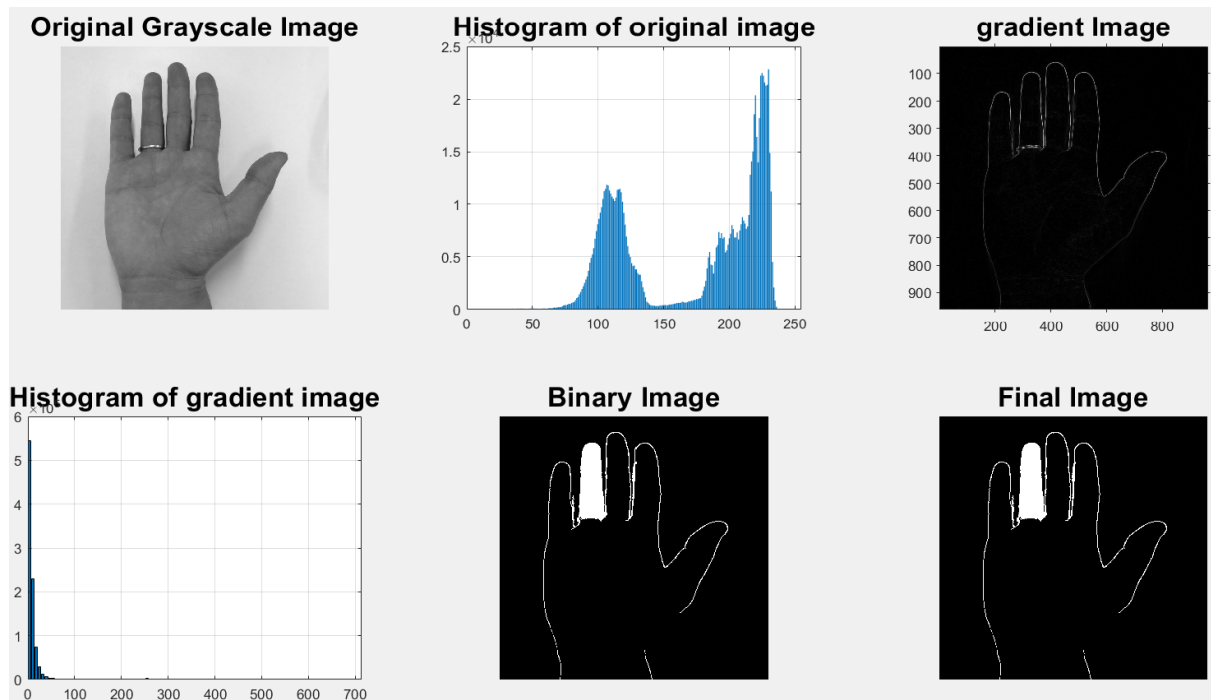 Original Grayscale Image
Histogram of original image
gradient Image
2.5
2
1.5
1
0.5
0
0 50 100 150 200 250
100
200
300
400
500
600
700
800
900
200 400 600 800
Histogram of gradient image
6
5
4
3
2
1
0
0 100 200 300 400 500 600 700
Binary Image
Final Image